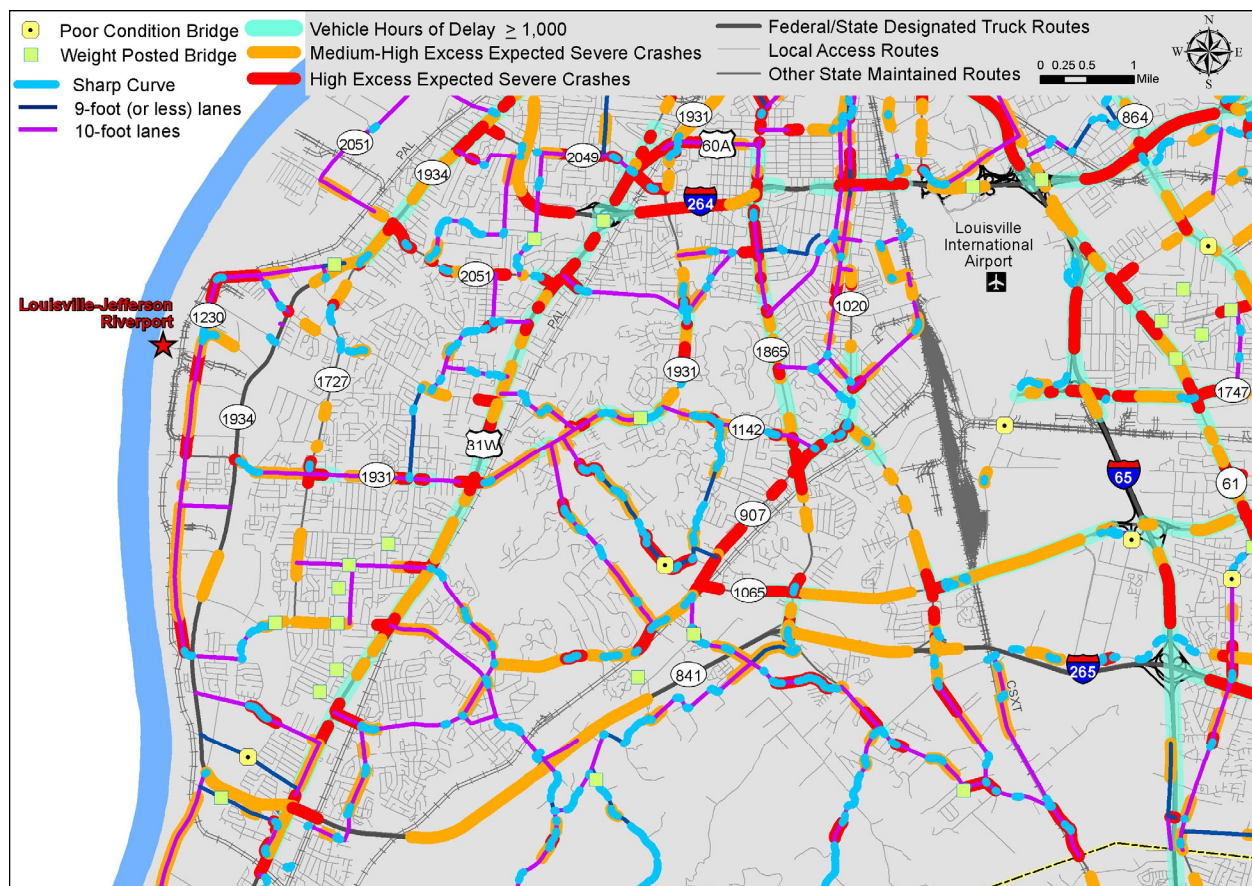 Poor Condition Bridge
Weight Posted Bridge
Sharp Curve
9-foot (or less) lanes
10-foot lanes
Vehicle Hours of Delay ≥ 1,000
Medium-High Excess Expected Severe Crashes
High Excess Expected Severe Crashes
Federal/State Designated Truck Routes
Local Access Routes
Other State Maintained Routes
0 0.25 0.5 1
Mile
N
W E
S
1931
864
2051
PAL
60A
2049
1934
264
Louisville
International
Airport
2051
Louisville-Jefferson
Riverport
1230
PAL
1020
1865
1931
1727
1747
1934
1142
31W
1931
65
61
907
1065
841
265
CSXT